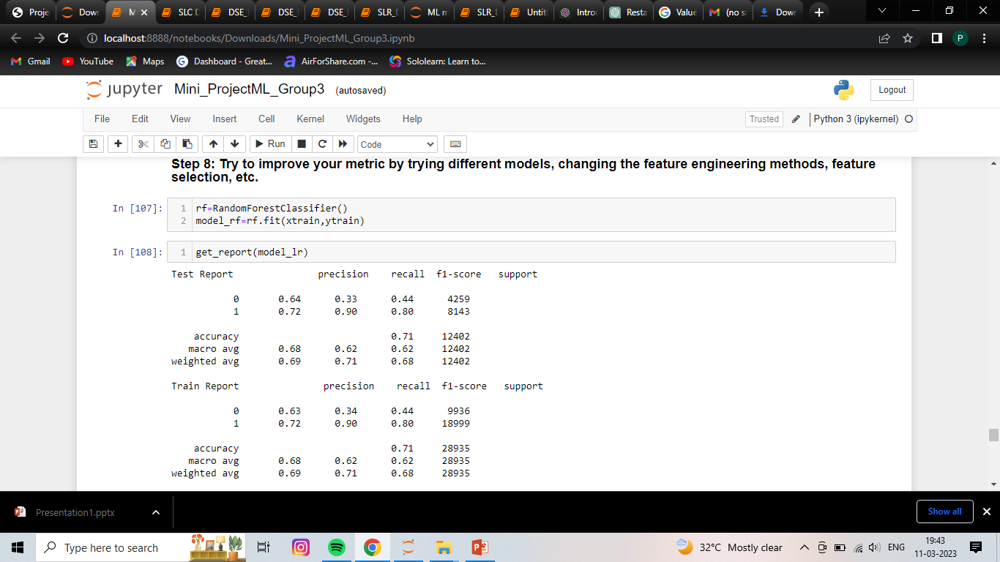 Proje
Down
M
SLC D
DSE_
DSE_
DSE_
SLR_D
ML m
SLR_L
Untit
Intro
Resta
Value
(no s
Down
localhost:8888/notebooks/Downloads/Mini_ProjectML_Group3.ipynb
P
Gmail
YouTube
Maps
Dashboard - Great...
AirForShare.com -...
Sololearn: Learn to...
jupyter Mini_ProjectML_Group3 (autosaved)
Logout
File Edit View Insert Cell Kernel Widgets Help
Trusted
Python 3 (ipykernel)
Run
Code
Step 8: Try to improve your metric by trying different models, changing the feature engineering methods, feature
selection, etc.
In [107]:
1 rf=RandomForestClassifier()
2 model_rf=rf.fit(xtrain,ytrain)
In [108]:
1 get_report(model_lr)
Test Report precision recall f1-score support
0 0.64 0.33 0.44 4259
1 0.72 0.90 0.80 8143
accuracy 0.71 12402
macro avg 0.68 0.62 0.62 12402
weighted avg 0.69 0.71 0.68 12402
Train Report precision recall f1-score support
0 0.63 0.34 0.44 9936
1 0.72 0.90 0.80 18999
accuracy 0.71 28935
macro avg 0.68 0.62 0.62 28935
weighted avg 0.69 0.71 0.68 28935
Presentation1.pptx
Show all
Type here to search
32°C Mostly clear
ENG
19:43
11-03-2023